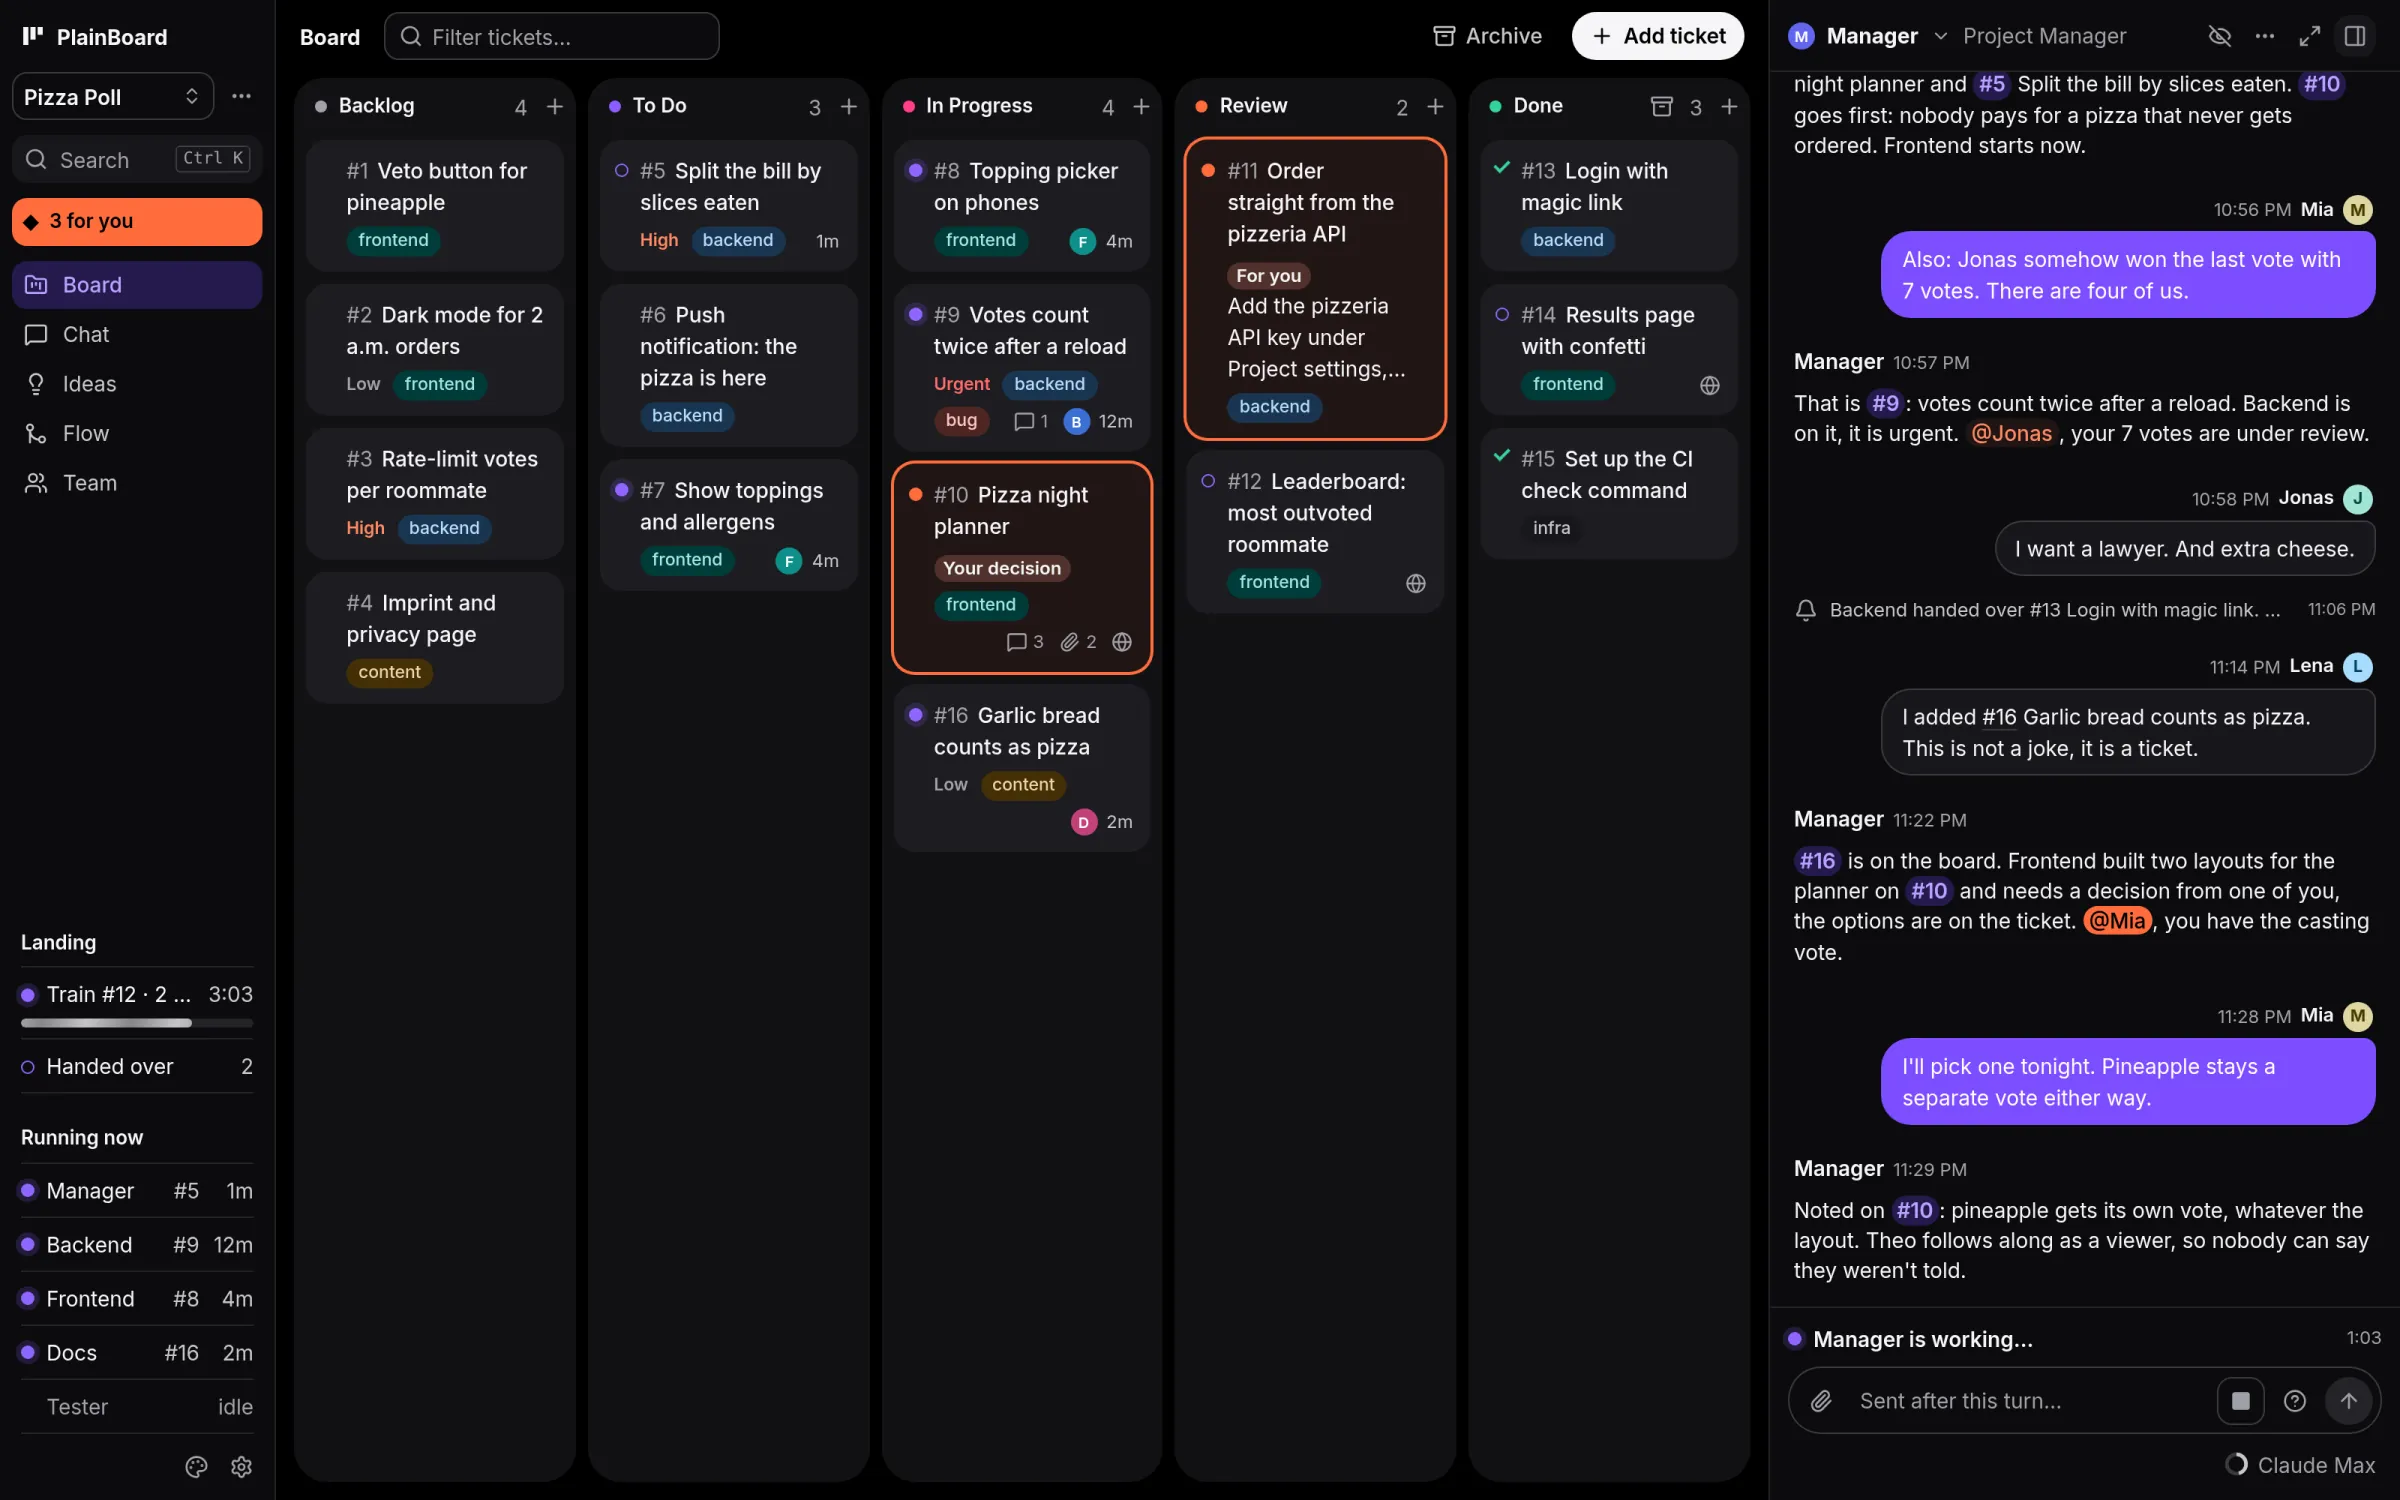 PlainBoard
Pizza Poll
Search
Ctrl K
3 for you
Board
Chat
Ideas
Flow
Team
Landing
Train #12 · 2 ... 3:03
Handed over 2
Running now
Manager #5 1m
Backend #9 12m
Frontend #8 4m
Docs #16 2m
Tester idle
Board
Filter tickets...
Archive
+ Add ticket
Backlog 4 +
#1 Veto button for
pineapple
frontend
#2 Dark mode for 2
a.m. orders
Low frontend
#3 Rate-limit votes
per roommate
High backend
#4 Imprint and
privacy page
content
To Do 3 +
#5 Split the bill by
slices eaten
High backend 1m
#6 Push
notification: the
pizza is here
backend
#7 Show toppings
and allergens
frontend F 4m
In Progress 4 +
#8 Topping picker
on phones
frontend F 4m
#9 Votes count
twice after a reload
Urgent backend
bug 1 B 12m
#10 Pizza night
planner
Your decision
frontend
3 2
#16 Garlic bread
counts as pizza
Low content
D 2m
Review 2 +
#11 Order
straight from the
pizzeria API
For you
Add the pizzeria
API key under
Project settings,...
backend
#12 Leaderboard:
most outvoted
roommate
frontend
Done 3 +
#13 Login with
magic link
backend
#14 Results page
with confetti
frontend
#15 Set up the CI
check command
infra
M Manager Project Manager
night planner and #5 Split the bill by slices eaten. #10
goes first: nobody pays for a pizza that never gets
ordered. Frontend starts now.
10:56 PM Mia M
Also: Jonas somehow won the last vote with
7 votes. There are four of us.
Manager 10:57 PM
That is #9 : votes count twice after a reload. Backend is
on it, it is urgent. @Jonas , your 7 votes are under review.
10:58 PM Jonas J
I want a lawyer. And extra cheese.
Backend handed over #13 Login with magic link. ... 11:06 PM
11:14 PM Lena L
I added #16 Garlic bread counts as pizza.
This is not a joke, it is a ticket.
Manager 11:22 PM
#16 is on the board. Frontend built two layouts for the
planner on #10 and needs a decision from one of you,
the options are on the ticket. @Mia , you have the casting
vote.
11:28 PM Mia M
I'll pick one tonight. Pineapple stays a
separate vote either way.
Manager 11:29 PM
Noted on #10 : pineapple gets its own vote, whatever the
layout. Theo follows along as a viewer, so nobody can say
they weren't told.
Manager is working... 1:03
Sent after this turn...
Claude Max